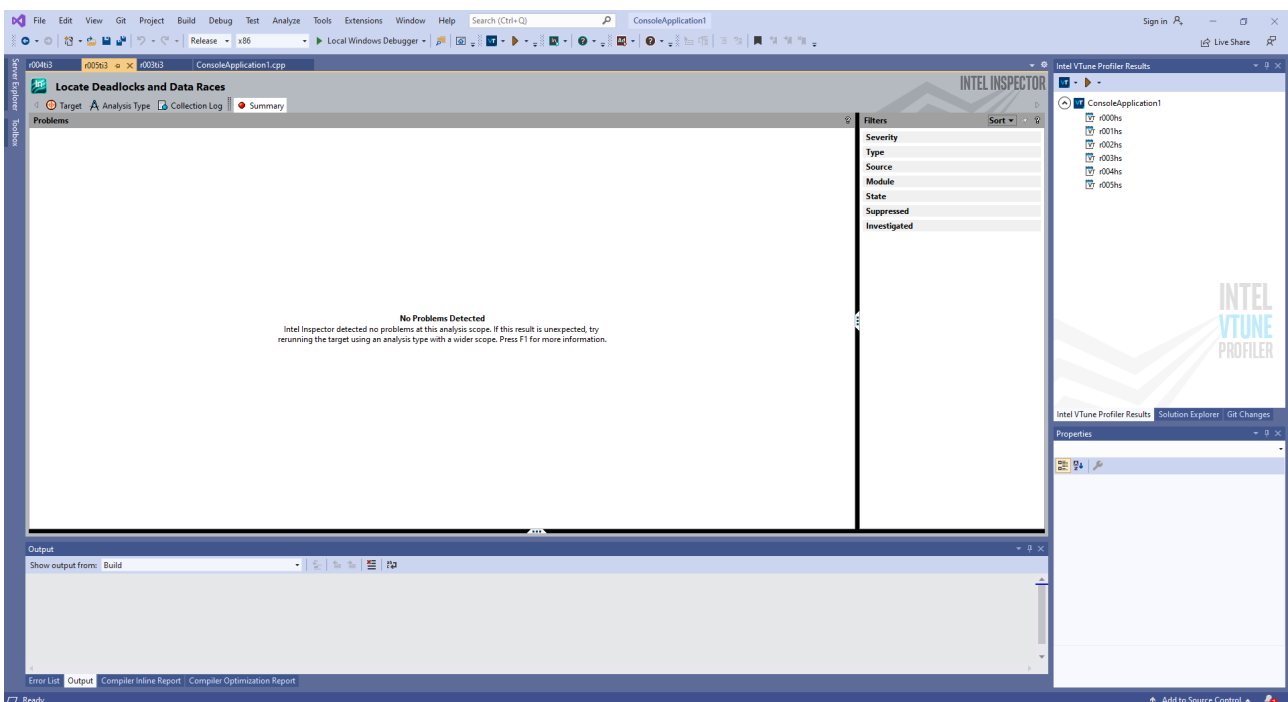 File Edit View Git Project Build Debug Test Analyze Tools Extensions Window Help Search (Ctrl+Q) ConsoleApplication1 Sign in
Release x86 Local Windows Debugger Live Share
Server Explorer
Toolbox
r004ti3 r005ti3 r003ti3 ConsoleApplication1.cpp
Locate Deadlocks and Data Races INTEL INSPECTOR
Target Analysis Type Collection Log Summary
Problems
No Problems Detected
Intel Inspector detected no problems at this analysis scope. If this result is unexpected, try
rerunning the target using an analysis type with a wider scope. Press F1 for more information.
Filters Sort
Severity
Type
Source
Module
State
Suppressed
Investigated
Intel VTune Profiler Results
ConsoleApplication1
r000hs
r001hs
r002hs
r003hs
r004hs
r005hs
INTEL
VTUNE
PROFILER
Intel VTune Profiler Results Solution Explorer Git Changes
Properties
Output
Show output from: Build
Error List Output Compiler Inline Report Compiler Optimization Report
Ready Add to Source Control